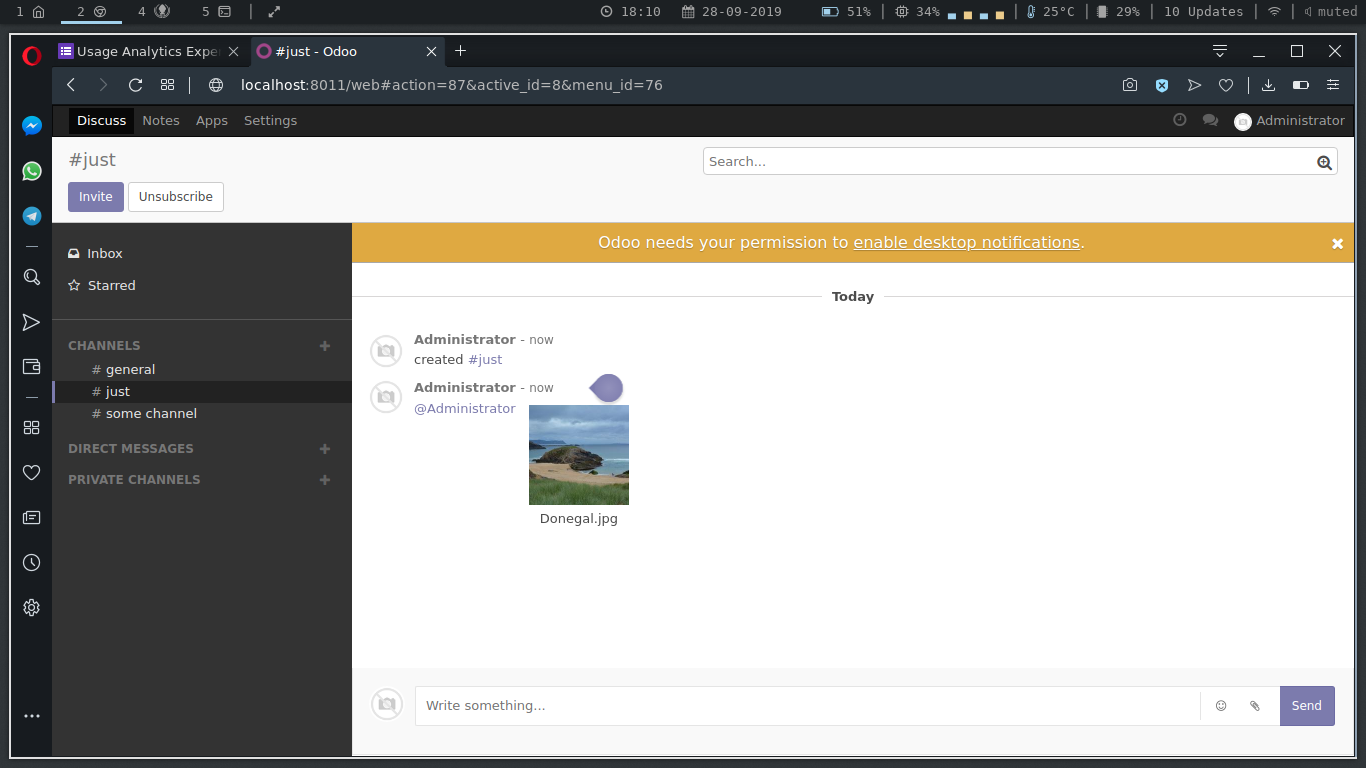 1 2 4 5 18:10 28-09-2019 51% 34% 25°C 29% 10 Updates muted
Usage Analytics Expe #just - Odoo
localhost:8011/web#action=87&active_id=8&menu_id=76
Discuss Notes Apps Settings Administrator
#just
Search...
Invite Unsubscribe
Odoo needs your permission to enable desktop notifications.
Inbox
Starred
Today
CHANNELS
# general
# just
# some channel
DIRECT MESSAGES
PRIVATE CHANNELS
Administrator - now
created #just
Administrator - now
@Administrator
Donegal.jpg
Write something...
Send